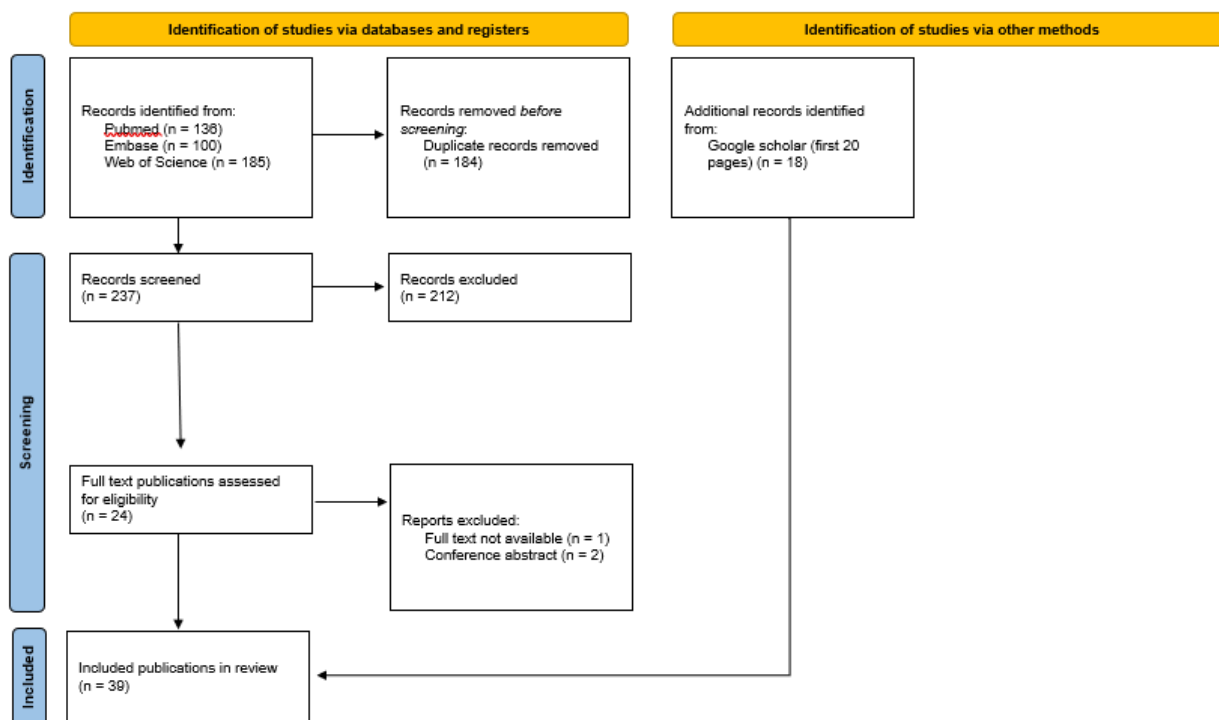 Identification of studies via databases and registers
Identification of studies via other methods
Identification
Records identified from:
Pubmed (n = 136)
Embase (n = 100)
Web of Science (n = 185)
Records removed before
screening:
Duplicate records removed
(n = 184)
Additional records identified
from:
Google scholar (first 20
pages) (n = 18)
Screening
Records screened
(n = 237)
Records excluded
(n = 212)
Full text publications assessed
for eligibility
(n = 24)
Reports excluded:
Full text not available (n = 1)
Conference abstract (n = 2)
Included
Included publications in review
(n = 39)